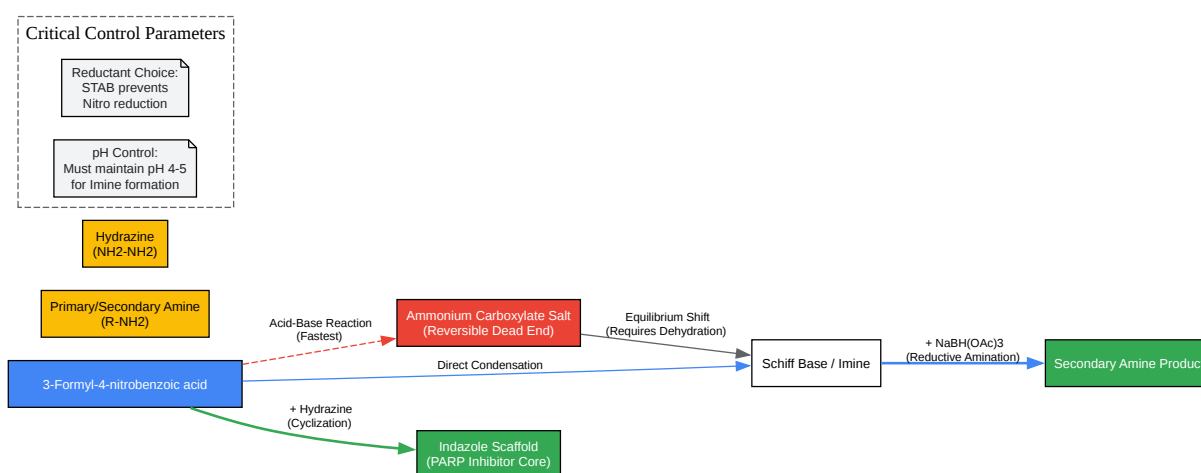 Critical Control Parameters
Reductant Choice:
STAB prevents
Nitro reduction
pH Control:
Must maintain pH 4-5
for Imine formation
Hydrazine
(NH2-NH2)
Primary/Secondary Amine
(R-NH2)
3-Formyl-4-nitrobenzoic acid
Acid-Base Reaction
(Fastest)
Ammonium Carboxylate Salt
(Reversible Dead End)
Equilibrium Shift
(Requires Dehydration)
Direct Condensation
Schiff Base / Imine
+ NaBH(OAc)3
(Reductive Amination)
Secondary Amine Product
+ Hydrazine
(Cyclization)
Indazole Scaffold
(PARP Inhibitor Core)